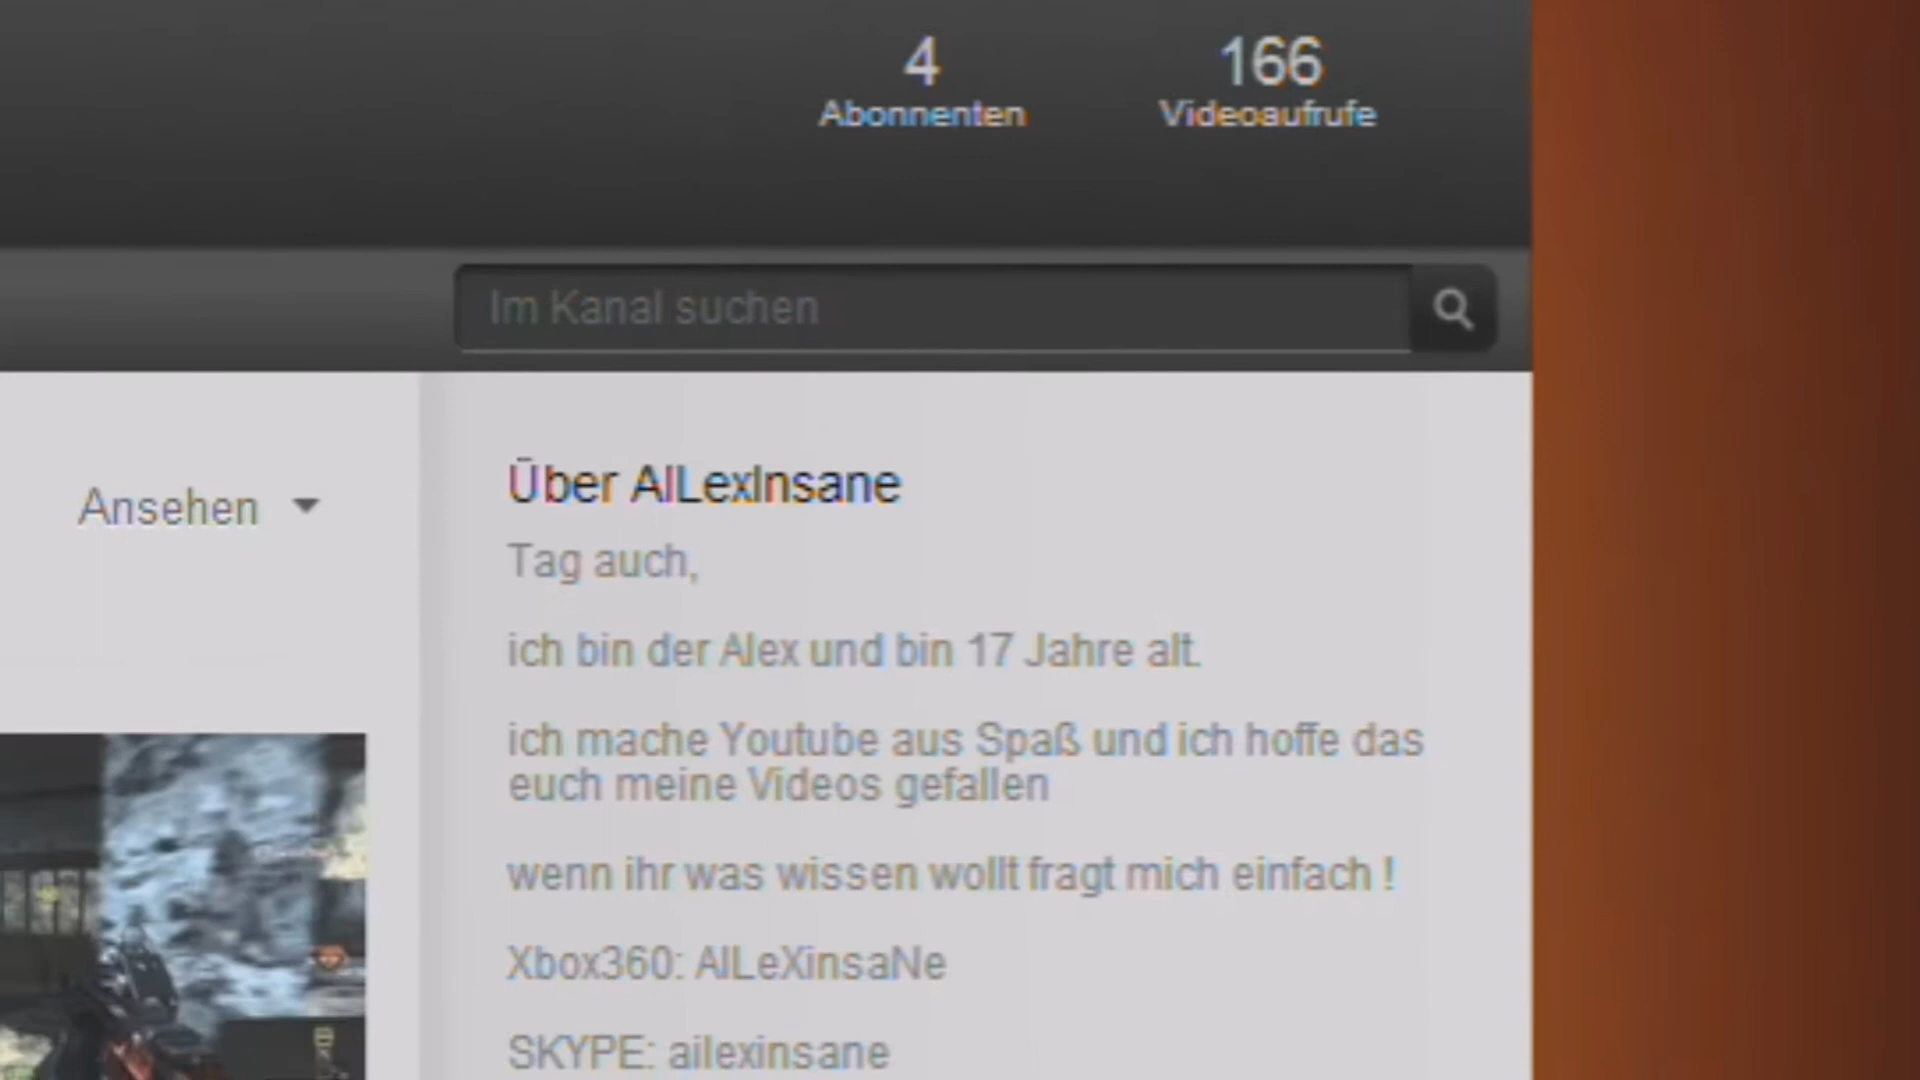 4
Abonnenten
166
Videoaufrufe
Im Kanal suchen
Ansehen
Über AILexInsane
Tag auch,
ich bin der Alex und bin 17 Jahre alt.
ich mache Youtube aus Spaß und ich hoffe das
euch meine Videos gefallen
wenn ihr was wissen wollt fragt mich einfach !
Xbox360: AILeXinsaNe
SKYPE: ailexinsane